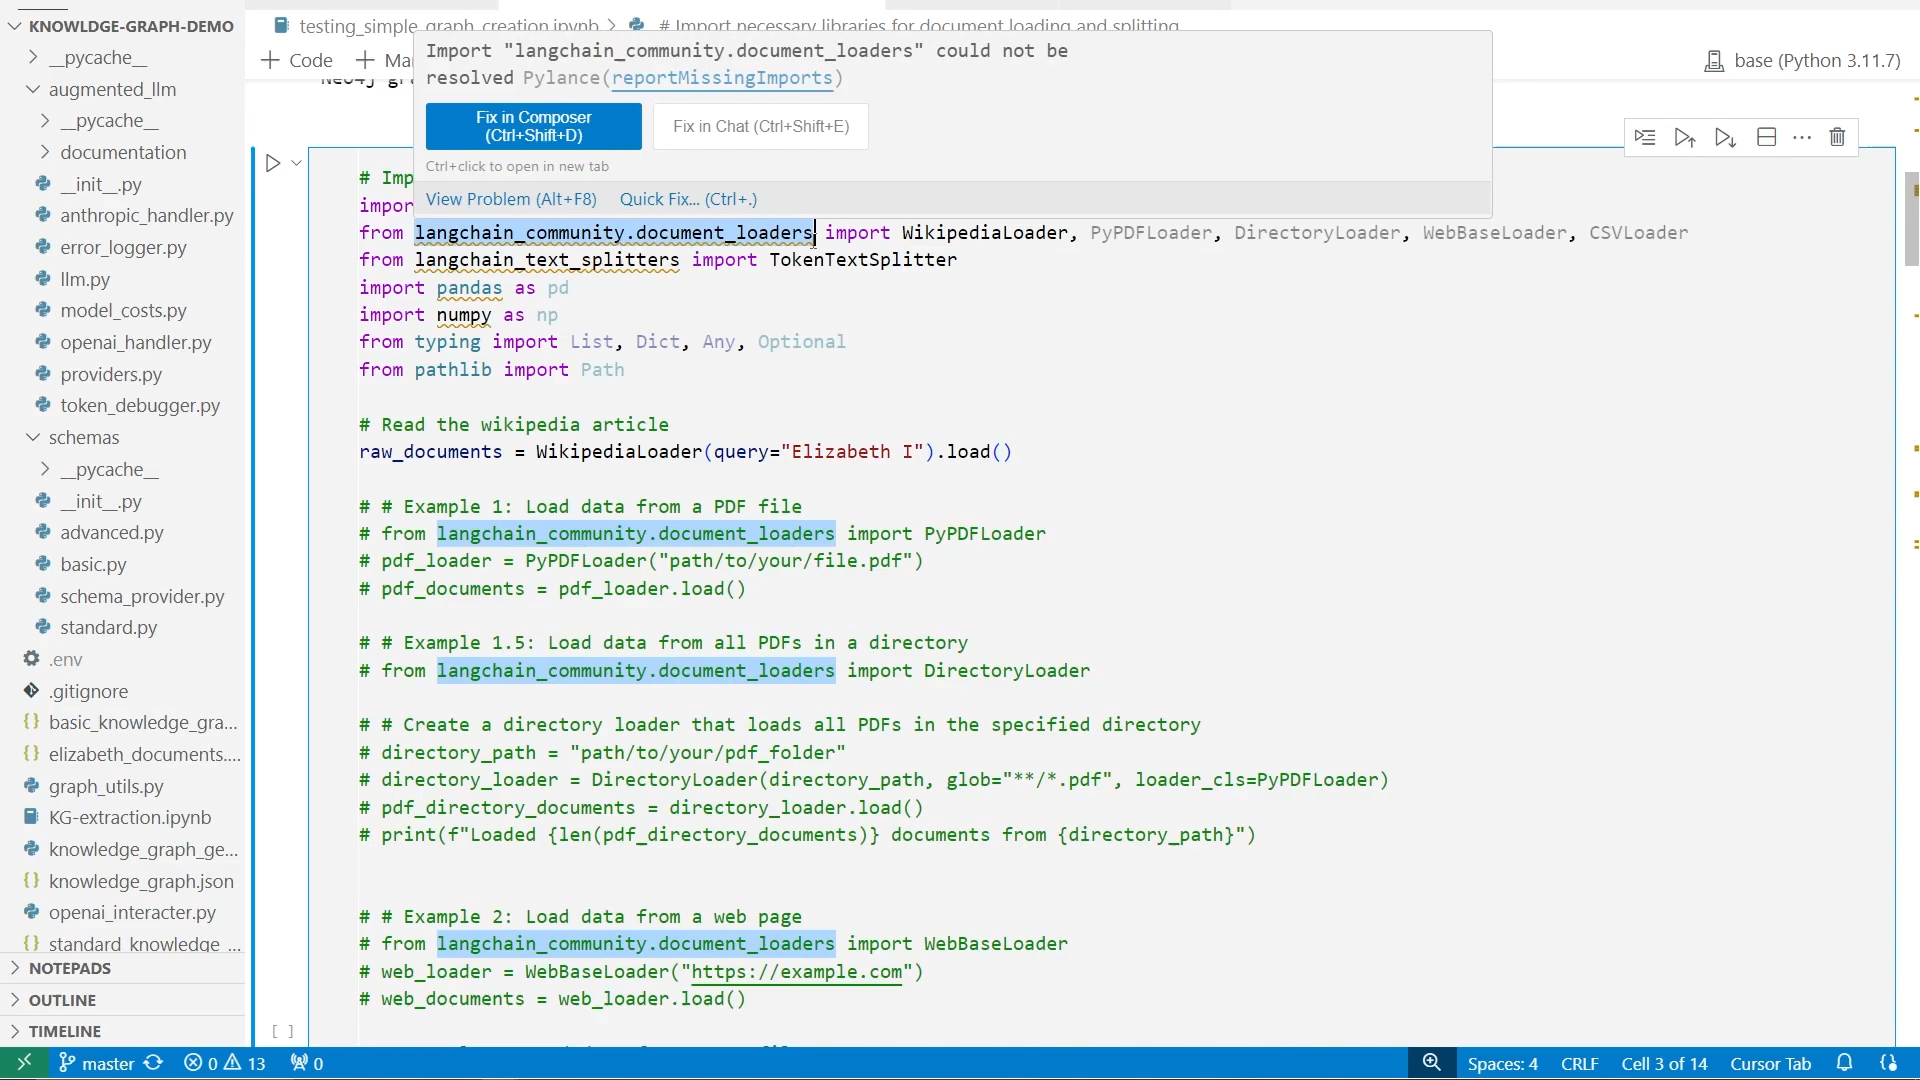 KNOWLDGE-GRAPH-DEMO
__pycache__
augmented_llm
__pycache__
documentation
__init__.py
anthropic_handler.py
error_logger.py
llm.py
model_costs.py
openai_handler.py
providers.py
token_debugger.py
schemas
__pycache__
__init__.py
advanced.py
basic.py
schema_provider.py
standard.py
.env
.gitignore
basic_knowledge_gra...
elizabeth_documents....
graph_utils.py
KG-extraction.ipynb
knowledge_graph_ge...
knowledge_graph.json
openai_interacter.py
standard_knowledge_...
NOTEPADS
OUTLINE
TIMELINE
testing_simple_graph_creation.ipynb > # Import necessary libraries for document loading and splitting
+ Code + Mar
base (Python 3.11.7)
Import "langchain_community.document_loaders" could not be
resolved Pylance(reportMissingImports)
Fix in Composer
(Ctrl+Shift+D)
Fix in Chat (Ctrl+Shift+E)
Ctrl+click to open in new tab
View Problem (Alt+F8) Quick Fix... (Ctrl+.)
# Imp
impor
from langchain_community.document_loaders import WikipediaLoader, PyPDFLoader, DirectoryLoader, WebBaseLoader, CSVLoader
from langchain_text_splitters import TokenTextSplitter
import pandas as pd
import numpy as np
from typing import List, Dict, Any, Optional
from pathlib import Path
# Read the wikipedia article
raw_documents = WikipediaLoader(query="Elizabeth I").load()
# # Example 1: Load data from a PDF file
# from langchain_community.document_loaders import PyPDFLoader
# pdf_loader = PyPDFLoader("path/to/your/file.pdf")
# pdf_documents = pdf_loader.load()
# # Example 1.5: Load data from all PDFs in a directory
# from langchain_community.document_loaders import DirectoryLoader
# # Create a directory loader that loads all PDFs in the specified directory
# directory_path = "path/to/your/pdf_folder"
# directory_loader = DirectoryLoader(directory_path, glob="**/*.pdf", loader_cls=PyPDFLoader)
# pdf_directory_documents = directory_loader.load()
# print(f"Loaded {len(pdf_directory_documents)} documents from {directory_path}")
# # Example 2: Load data from a web page
# from langchain_community.document_loaders import WebBaseLoader
# web_loader = WebBaseLoader("https://example.com")
# web_documents = web_loader.load()
[ ]
master 0 13 0
Spaces: 4 CRLF Cell 3 of 14 Cursor Tab